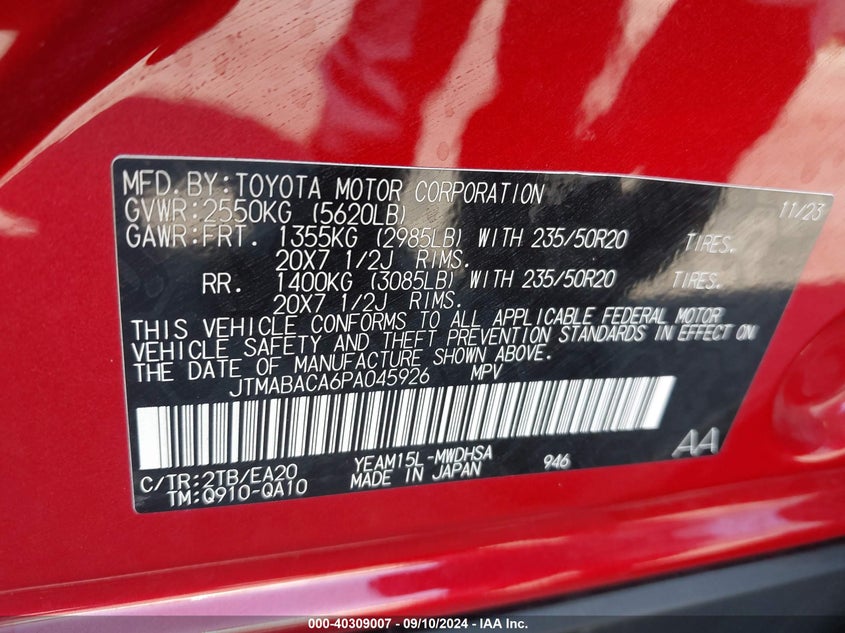 MFD.BY:TOYOTA MOTOR CORPORATION 11/23
GVWR:2550KG (5620LB)
GAWR:FRT. 1355KG (2985LB) WITH 235/50R20 TIRES.
20X7 1/2J RIMS.
RR. 1400KG (3085LB) WITH 235/50R20 TIRES.
20X7 1/2J RIMS.
THIS VEHICLE CONFORMS TO ALL APPLICABLE FEDERAL MOTOR
VEHICLE SAFETY AND THEFT PREVENTION STANDARDS IN EFFECT ON
THE DATE OF MANUFACTURE SHOWN ABOVE.
JTMABACA6PA045926 MPV
C/TR:2TB/EA20 YEAM15L-MWDHSA 946 AA
TM:Q910-QA10 MADE IN JAPAN
000-40309007 - 09/10/2024 - IAA Inc.